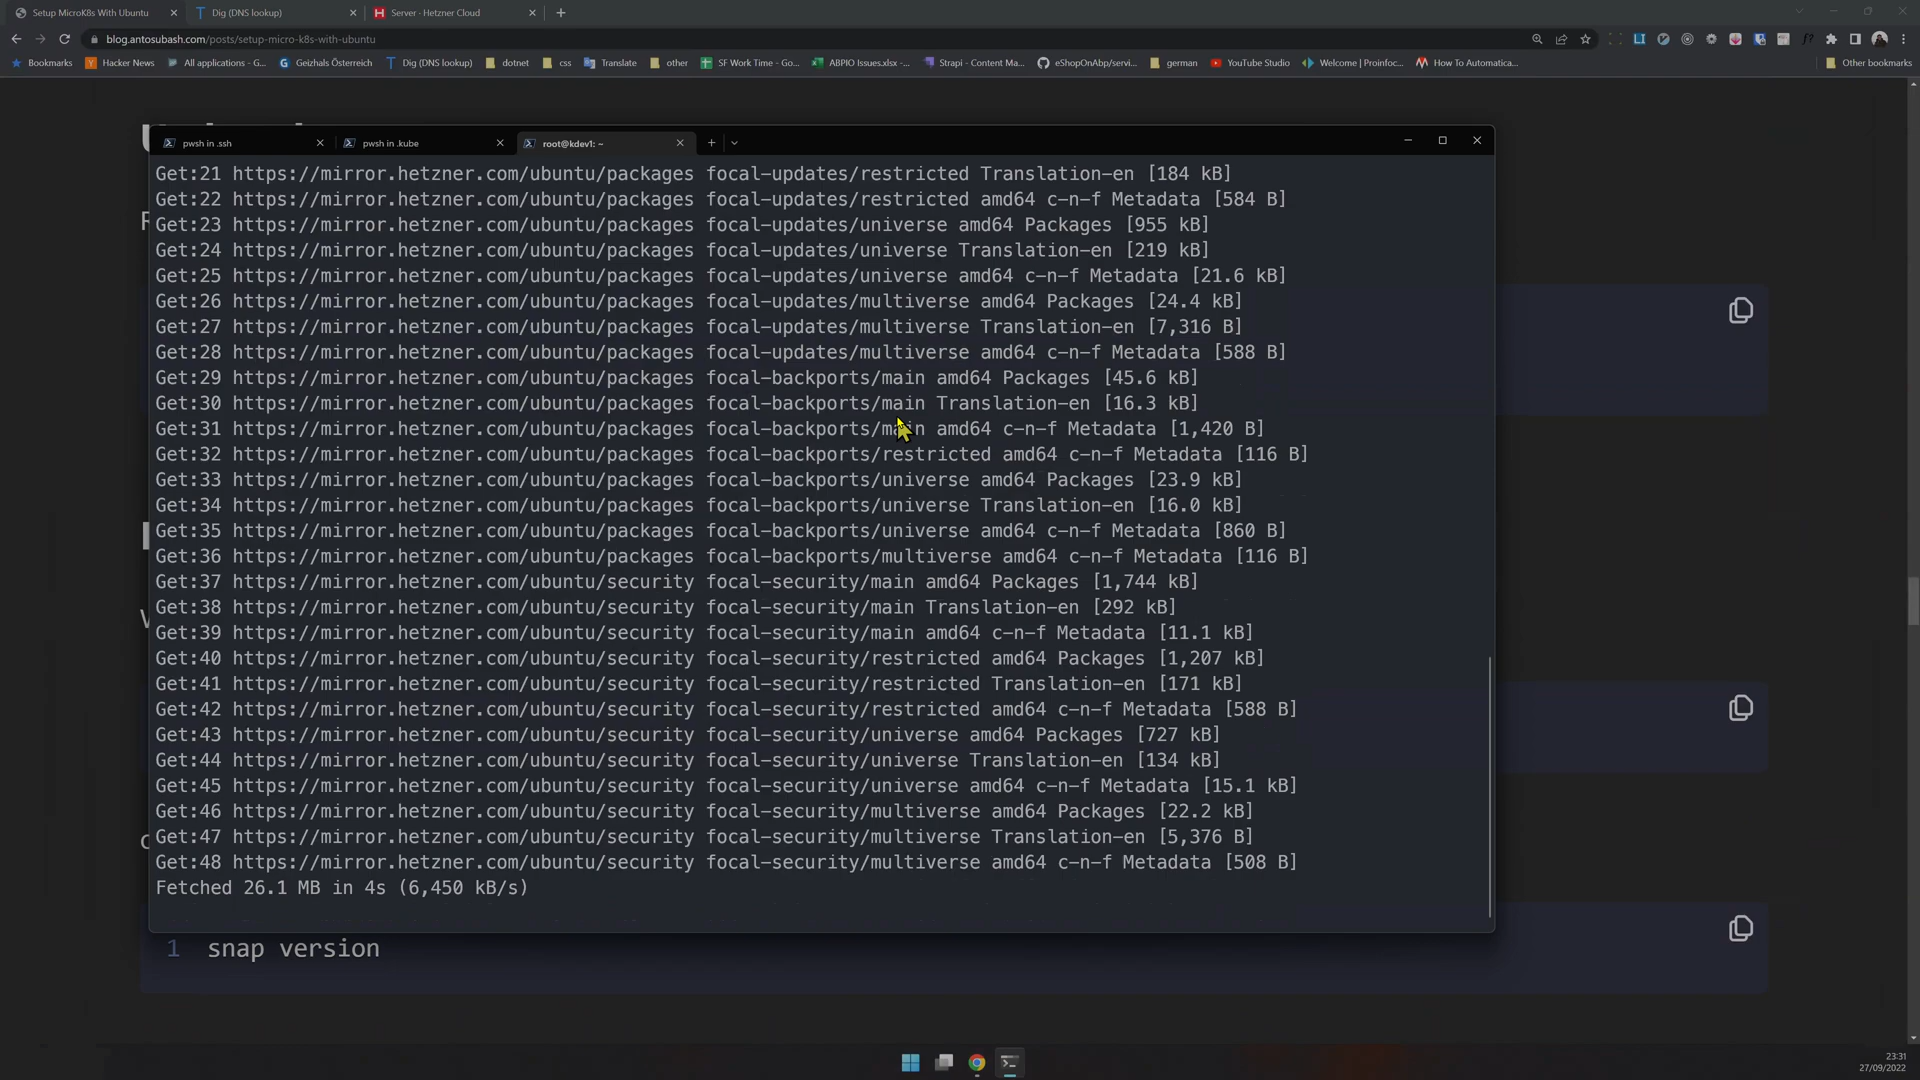 Setup MicroK8s With Ubuntu
Dig (DNS lookup)
Server - Hetzner Cloud
blog.antosubash.com/posts/setup-micro-k8s-with-ubuntu
Bookmarks
Hacker News
All applications - G...
Geizhals Österreich
Dig (DNS lookup)
dotnet
css
Translate
other
SF Work Time - Go...
ABPIO Issues.xlsx -...
Strapi - Content Ma...
eShopOnAbp/servi...
german
YouTube Studio
Welcome | Proinfoc...
How To Automatica...
Other bookmarks
pwsh in .ssh
pwsh in .kube
root@kdev1: ~
Get:21 https://mirror.hetzner.com/ubuntu/packages focal-updates/restricted Translation-en [184 kB]
Get:22 https://mirror.hetzner.com/ubuntu/packages focal-updates/restricted amd64 c-n-f Metadata [584 B]
Get:23 https://mirror.hetzner.com/ubuntu/packages focal-updates/universe amd64 Packages [955 kB]
Get:24 https://mirror.hetzner.com/ubuntu/packages focal-updates/universe Translation-en [219 kB]
Get:25 https://mirror.hetzner.com/ubuntu/packages focal-updates/universe amd64 c-n-f Metadata [21.6 kB]
Get:26 https://mirror.hetzner.com/ubuntu/packages focal-updates/multiverse amd64 Packages [24.4 kB]
Get:27 https://mirror.hetzner.com/ubuntu/packages focal-updates/multiverse Translation-en [7,316 B]
Get:28 https://mirror.hetzner.com/ubuntu/packages focal-updates/multiverse amd64 c-n-f Metadata [588 B]
Get:29 https://mirror.hetzner.com/ubuntu/packages focal-backports/main amd64 Packages [45.6 kB]
Get:30 https://mirror.hetzner.com/ubuntu/packages focal-backports/main Translation-en [16.3 kB]
Get:31 https://mirror.hetzner.com/ubuntu/packages focal-backports/main amd64 c-n-f Metadata [1,420 B]
Get:32 https://mirror.hetzner.com/ubuntu/packages focal-backports/restricted amd64 c-n-f Metadata [116 B]
Get:33 https://mirror.hetzner.com/ubuntu/packages focal-backports/universe amd64 Packages [23.9 kB]
Get:34 https://mirror.hetzner.com/ubuntu/packages focal-backports/universe Translation-en [16.0 kB]
Get:35 https://mirror.hetzner.com/ubuntu/packages focal-backports/universe amd64 c-n-f Metadata [860 B]
Get:36 https://mirror.hetzner.com/ubuntu/packages focal-backports/multiverse amd64 c-n-f Metadata [116 B]
Get:37 https://mirror.hetzner.com/ubuntu/security focal-security/main amd64 Packages [1,744 kB]
Get:38 https://mirror.hetzner.com/ubuntu/security focal-security/main Translation-en [292 kB]
Get:39 https://mirror.hetzner.com/ubuntu/security focal-security/main amd64 c-n-f Metadata [11.1 kB]
Get:40 https://mirror.hetzner.com/ubuntu/security focal-security/restricted amd64 Packages [1,207 kB]
Get:41 https://mirror.hetzner.com/ubuntu/security focal-security/restricted Translation-en [171 kB]
Get:42 https://mirror.hetzner.com/ubuntu/security focal-security/restricted amd64 c-n-f Metadata [588 B]
Get:43 https://mirror.hetzner.com/ubuntu/security focal-security/universe amd64 Packages [727 kB]
Get:44 https://mirror.hetzner.com/ubuntu/security focal-security/universe Translation-en [134 kB]
Get:45 https://mirror.hetzner.com/ubuntu/security focal-security/universe amd64 c-n-f Metadata [15.1 kB]
Get:46 https://mirror.hetzner.com/ubuntu/security focal-security/multiverse amd64 Packages [22.2 kB]
Get:47 https://mirror.hetzner.com/ubuntu/security focal-security/multiverse Translation-en [5,376 B]
Get:48 https://mirror.hetzner.com/ubuntu/security focal-security/multiverse amd64 c-n-f Metadata [508 B]
Fetched 26.1 MB in 4s (6,450 kB/s)
1 snap version
23:31
27/09/2022